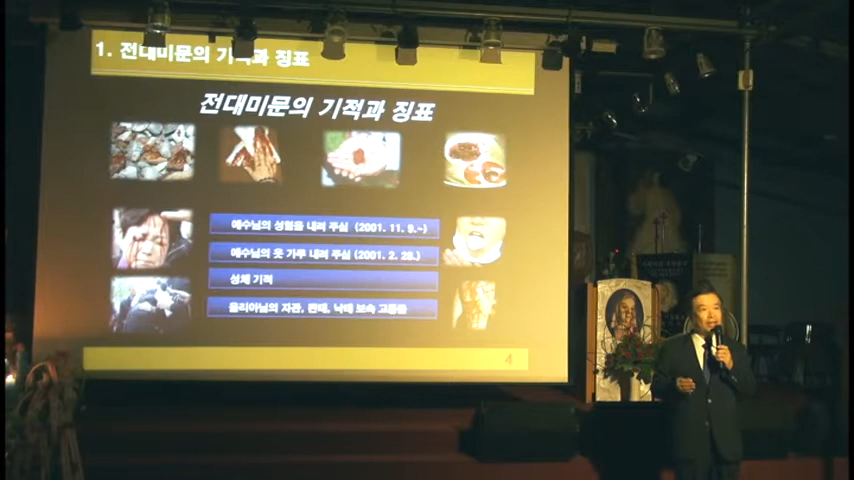 1. 전대미문의 기적과 징표
전대미문의 기적과 징표
예수님의 성혈을 내려 주심 (2001. 11. 9.~)
예수님의 옷 가루 내려 주심 (2001. 2. 28.)
성체 기적
율리아님의 자관, 편태, 낙태 보속 고통들
4